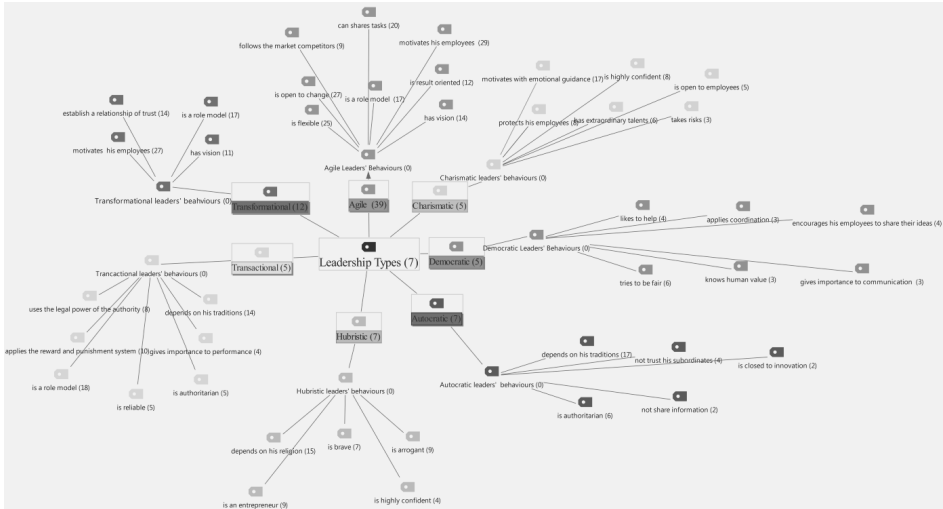 can shares tasks (20)
follows the market competitors (9)
motivates his employees (29)
is open to change(27)
is result oriented (12)
is a role model (17)
is flexible (25)
has vision (14)
Agile Leaders' Behaviours (0)
establish a relationship of trust (14)
is a role model (17)
motivates his employees (27)
has vision (11)
Transformational leaders' beahviours (0)
motivates with emotional guidance (17)
is highly confident (8)
is open to employees (5)
protects his employees (8)
has extraordinary talents (6)
takes risks (3)
Charismatic leaders' behaviours (0)
Transformational (12)
Agile (39)
Charismatic (5)
likes to help (4)
applies coordination (3)
encourages his employees to share their ideas (4)
Democratic Leaders' Behaviours (0)
tries to be fair (6)
knows human value (3)
gives importance to communication (3)
Leadership Types (7)
Democratic (5)
Transactional (5)
Trancactional leaders' behaviours (0)
uses the legal power of the authority (8)
depends on his traditions (14)
applies the reward and punishment system (10)
gives importance to performance (4)
is a role model (18)
is reliable (5)
is authoritarian (5)
Hubristic (7)
Autocratic (7)
Hubristic leaders' behaviours (0)
depends on his religion (15)
is brave (7)
is arrogant (9)
is an entrepreneur (9)
is highly confident (4)
depends on his traditions (17)
not trust his subordinates (4)
is closed to innovation (2)
Autocratic leaders' behaviours (0)
is authoritarian (6)
not share information (2)